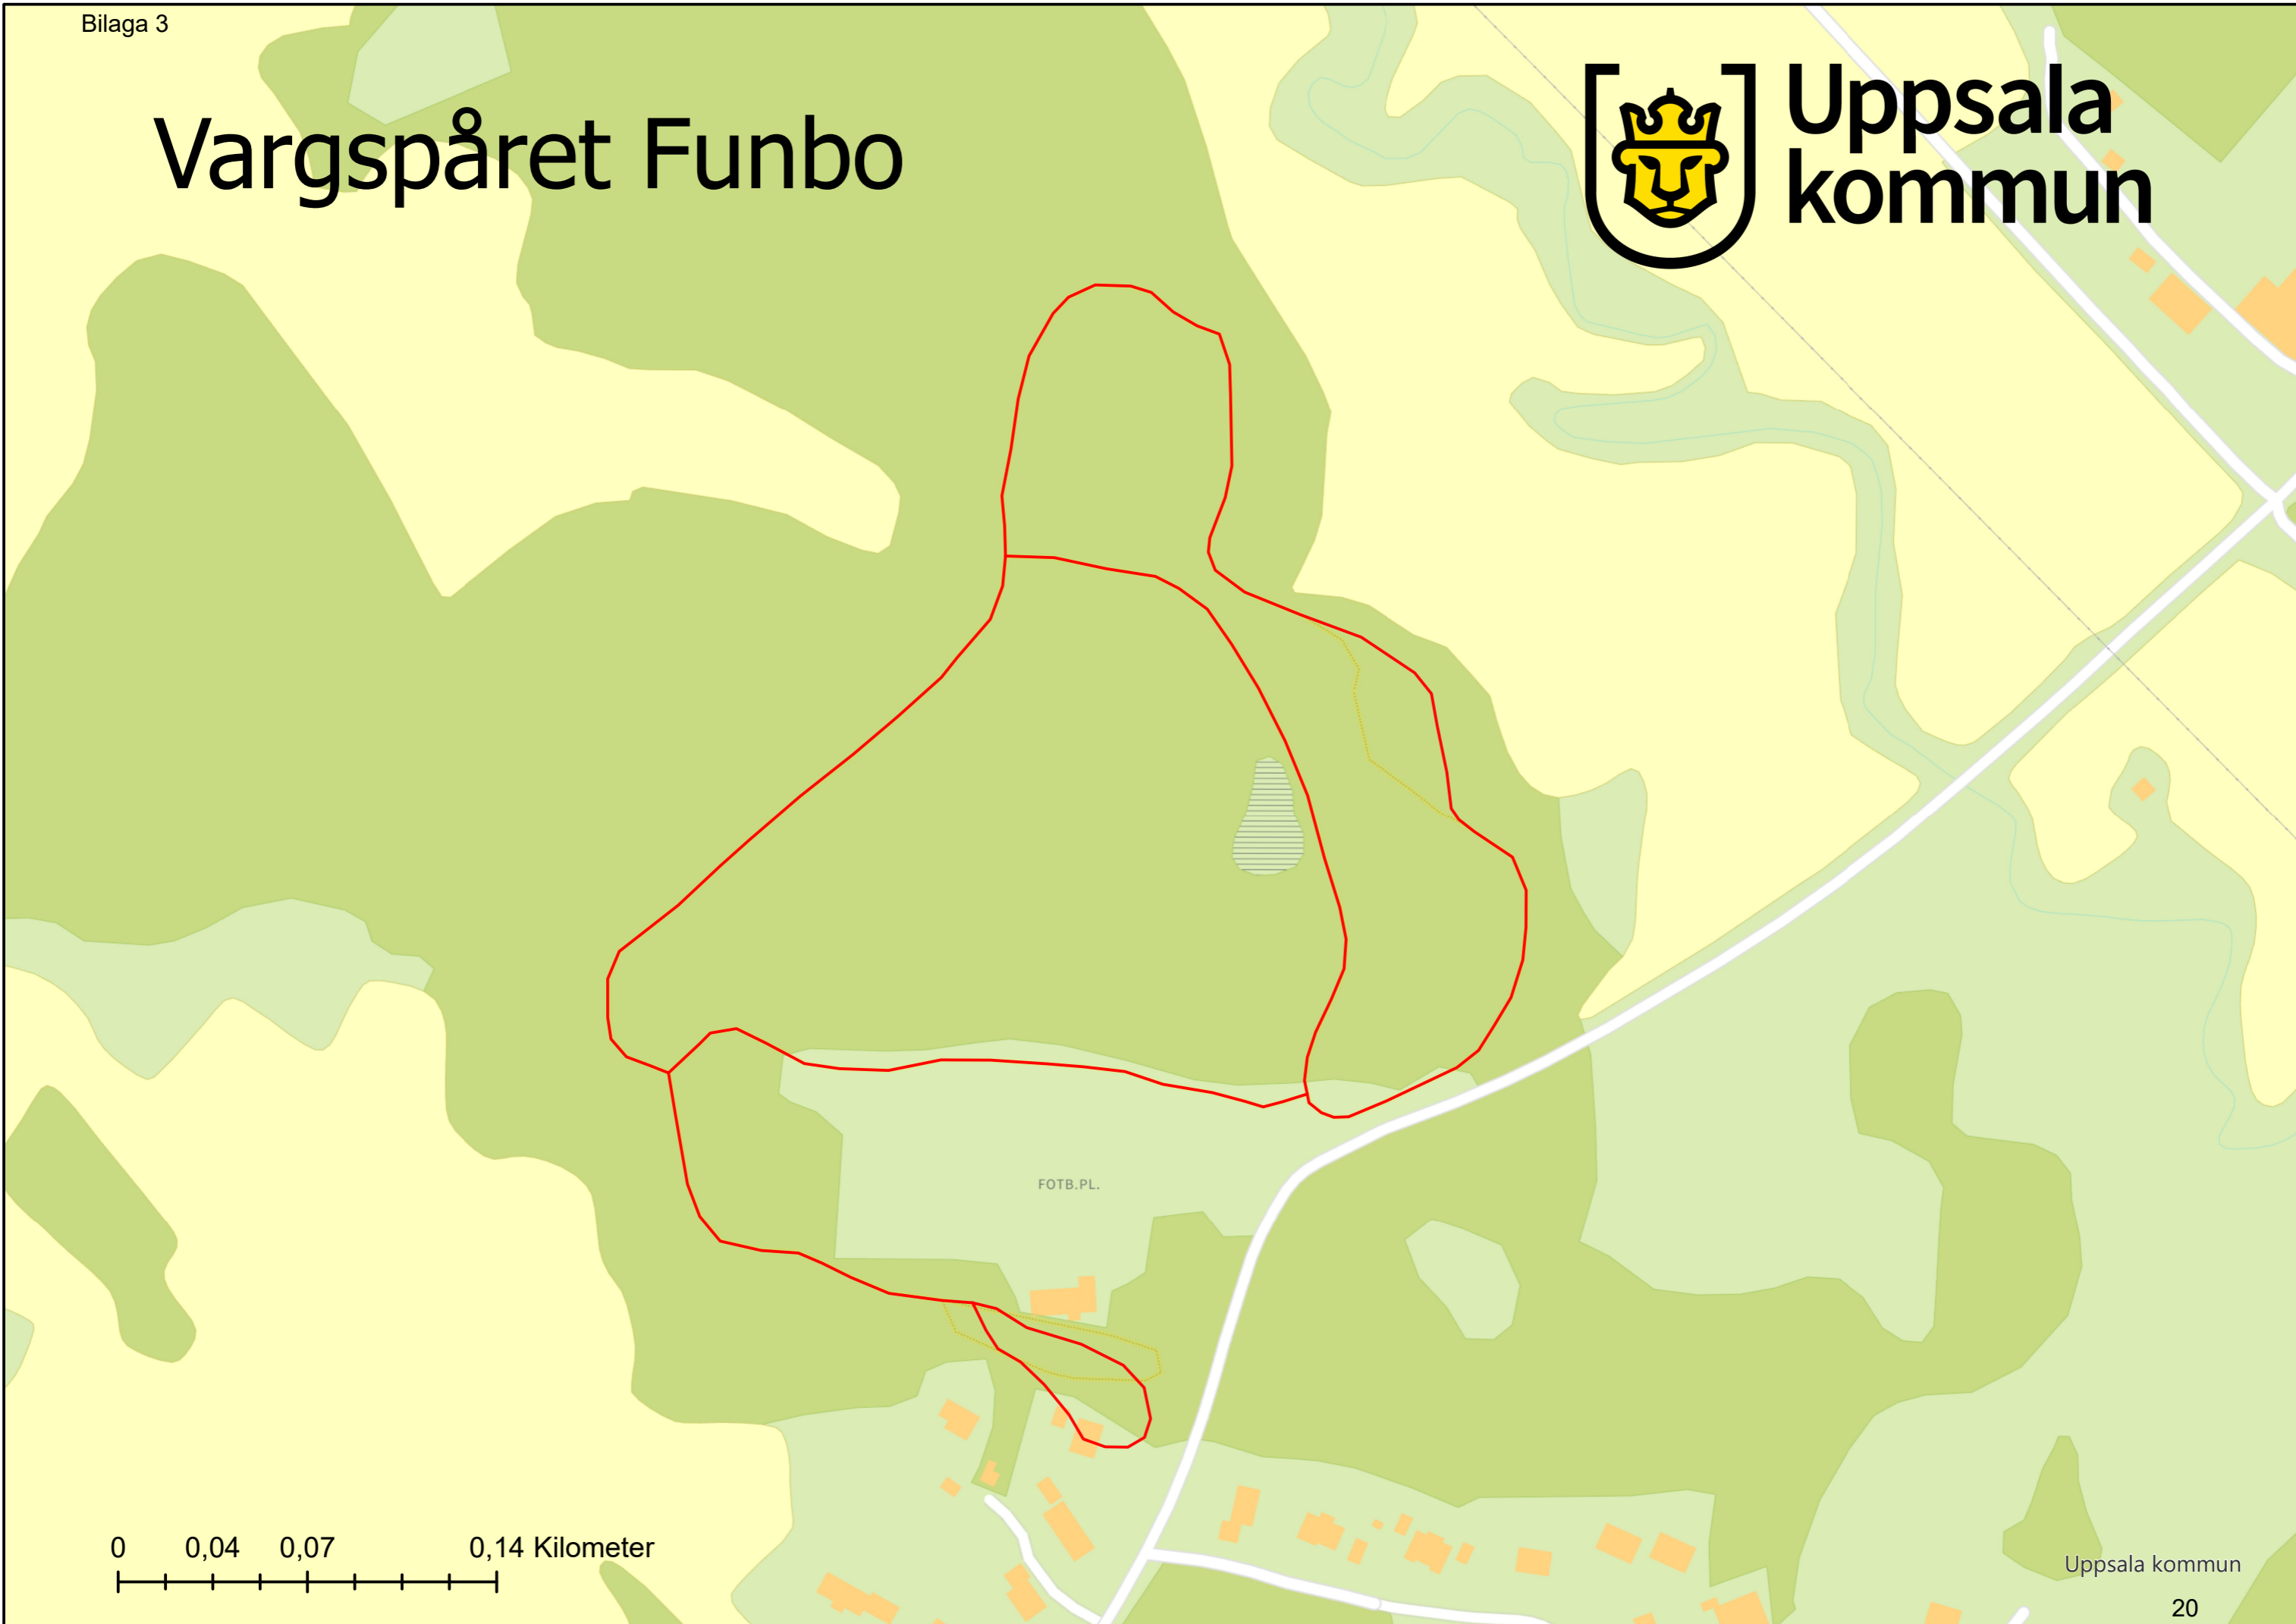 Bilaga 3
Vargspåret Funbo
Uppsala
kommun
FOTB.PL.
0 0,04 0,07 0,14 Kilometer
Uppsala kommun
20